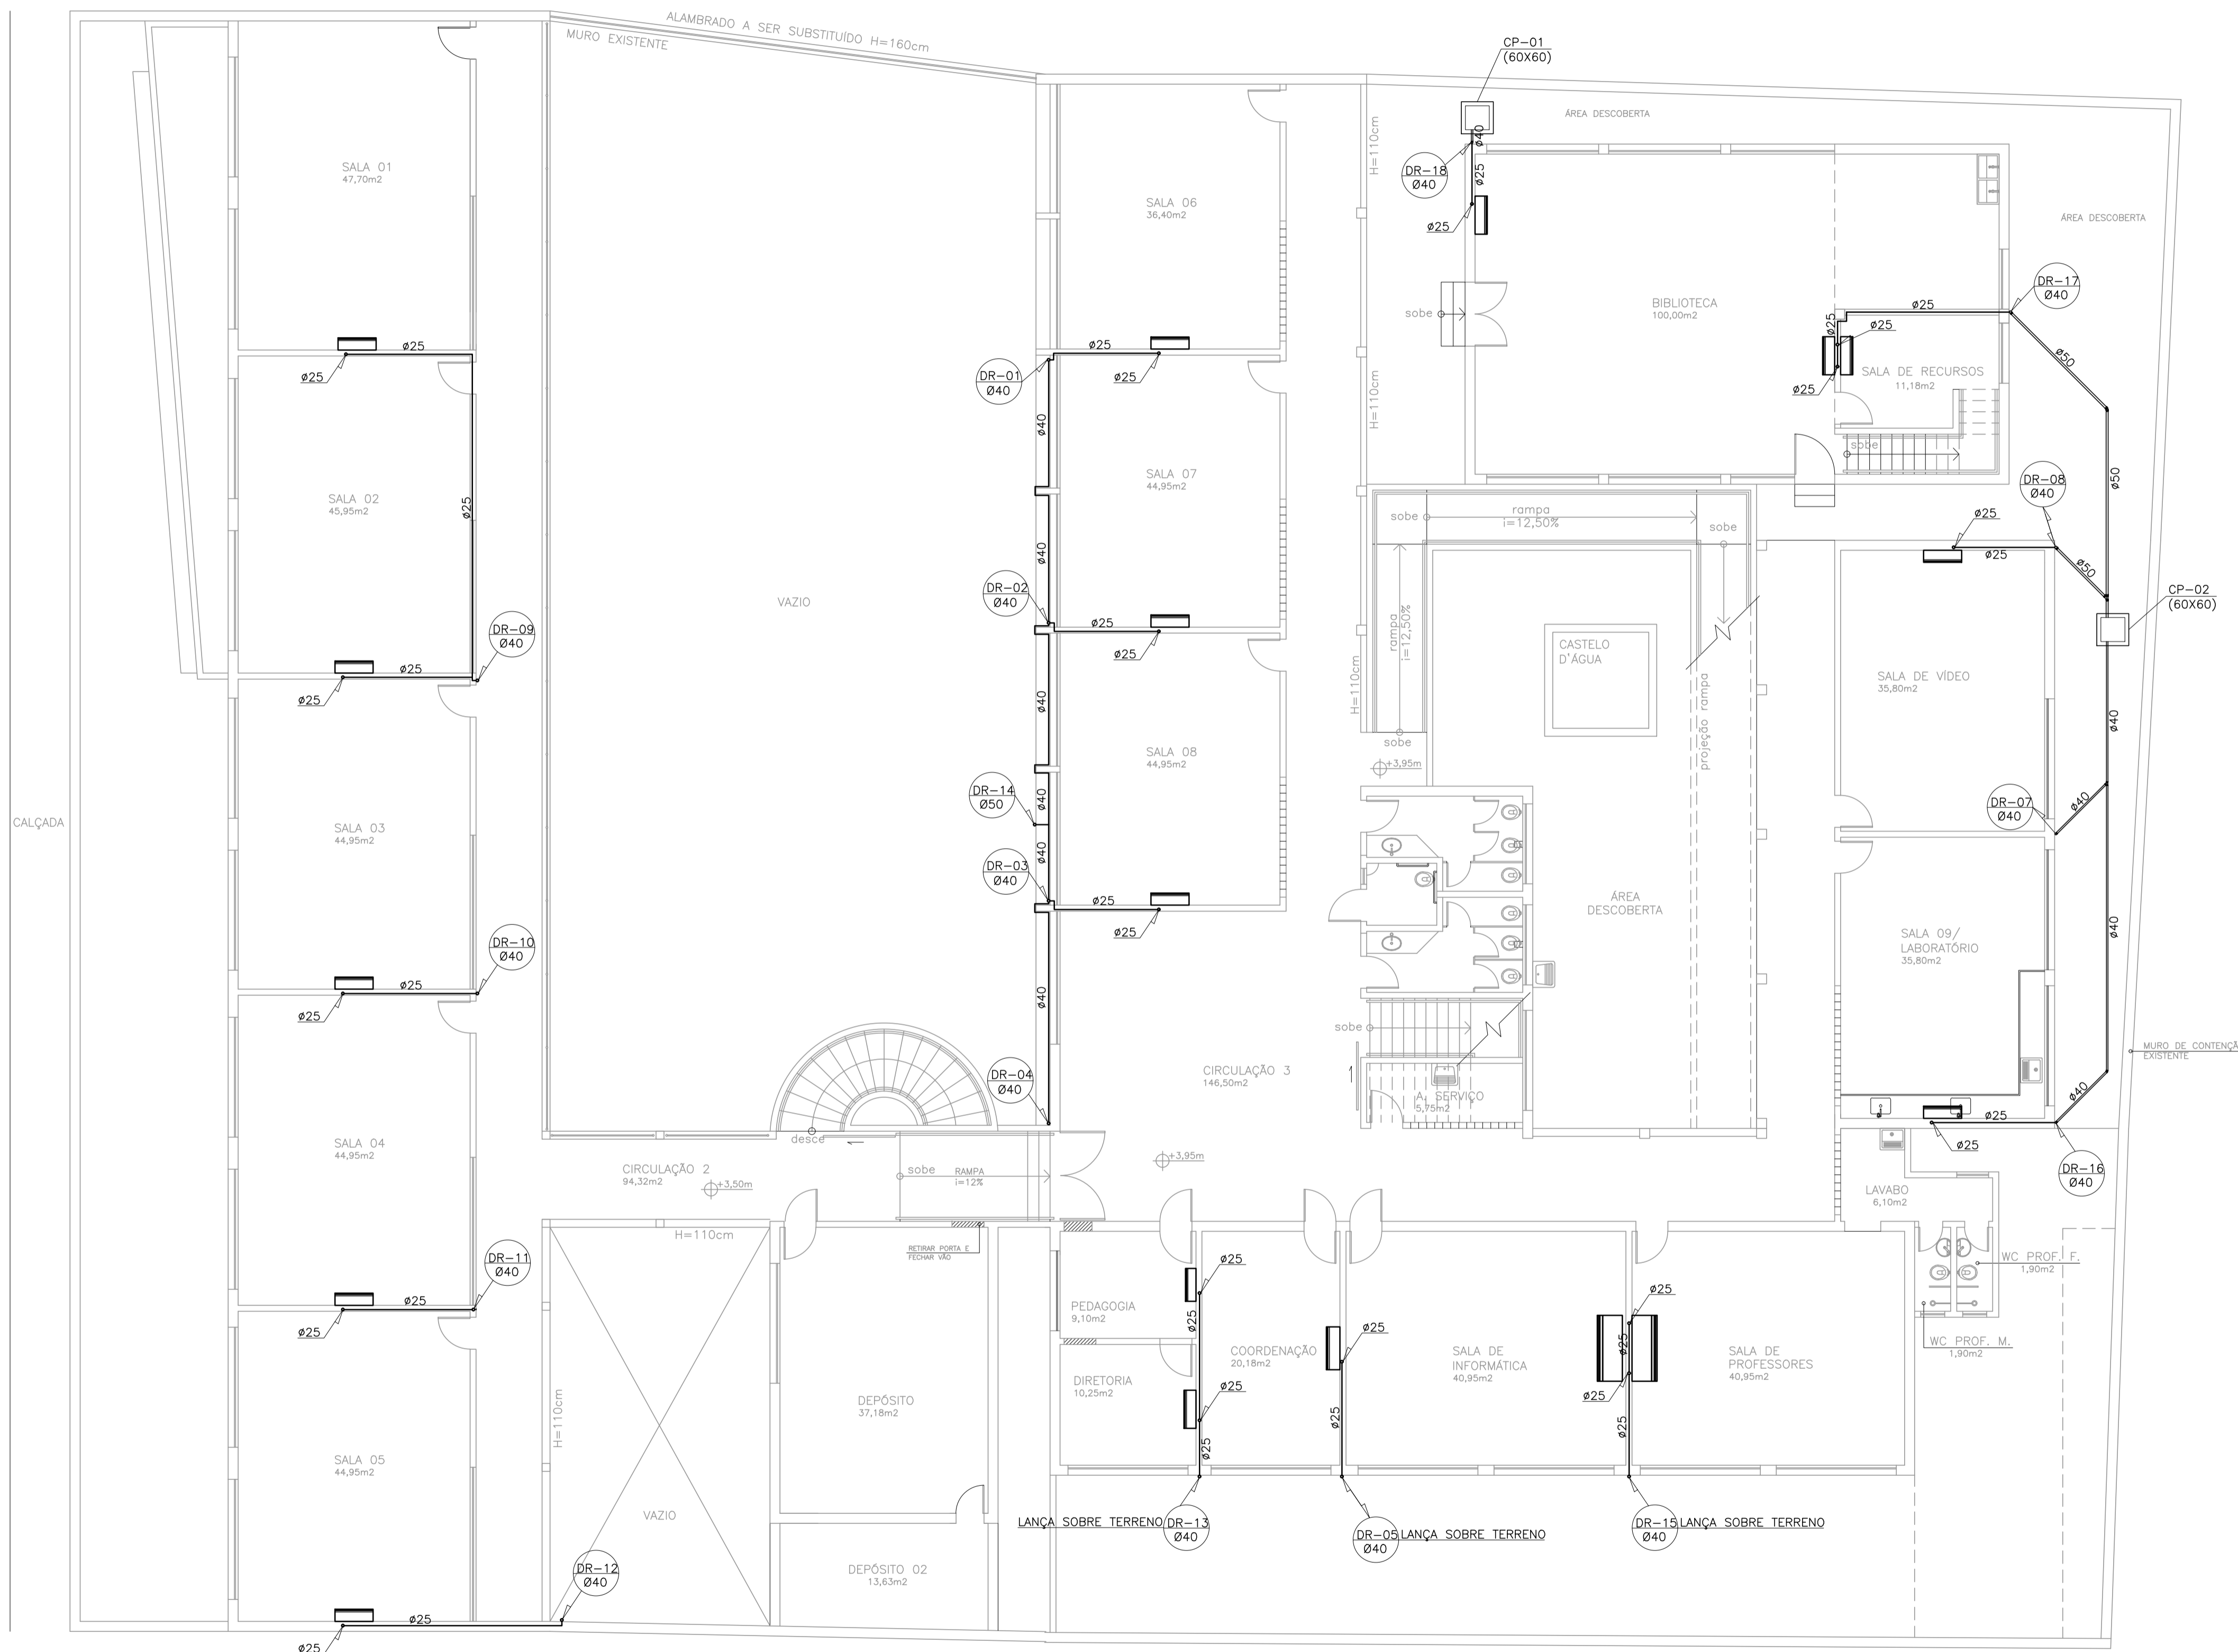 ALAMBRADO A SER SUBSTITUÍDO H=160cm
MURO EXISTENTE
CP-01
(60X60)
ÁREA DESCOBERTA
Ø40
H=110cm
DR-18
Ø40
Ø25
Ø25
SALA 01
47,70m2
SALA 06
36,40m2
ÁREA DESCOBERTA
DR-17
Ø40
sobe
BIBLIOTECA
100,00m2
Ø25
Ø25
Ø25
Ø50
Ø25
Ø25
Ø25
Ø25
DR-01
Ø40
SALA DE RECURSOS
11,18m2
Ø25
H=110cm
Ø40
sobe
SALA 02
45,95m2
Ø25
SALA 07
44,95m2
Ø50
DR-08
Ø40
sobe
rampa
i=12,50%
sobe
Ø25
Ø25
Ø40
Ø50
VAZIO
DR-02
Ø40
rampa
i=12,50%
CP-02
(60X60)
DR-09
Ø40
Ø25
Ø25
CASTELO
D'ÁGUA
Ø25
Ø25
H=110cm
SALA DE VÍDEO
35,80m2
projeção rampa
Ø40
Ø40
sobe
SALA 08
44,95m2
+3,95m
DR-14
Ø50
Ø40
DR-07
Ø40
Ø40
CALÇADA
SALA 03
44,95m2
Ø40
DR-03
Ø40
Ø25
Ø25
ÁREA
DESCOBERTA
Ø40
SALA 09/
LABORATÓRIO
35,80m2
DR-10
Ø40
Ø25
Ø25
Ø40
sobe
MURO DE CONTENÇÃ
EXISTENTE
DR-04
Ø40
CIRCULAÇÃO 3
146,50m2
A. SERVIÇO
5,75m2
Ø40
Ø25
Ø25
desce
SALA 04
44,95m2
CIRCULAÇÃO 2
94,32m2
+3,50m
sobe
RAMPA
i=12%
+3,95m
DR-16
Ø40
LAVABO
6,10m2
H=110cm
RETIRAR PORTA E
FECHAR VÃO
DR-11
Ø40
Ø25
WC PROF. F.
1,90m2
Ø25
Ø25
PEDAGOGIA
9,10m2
Ø25
Ø25
Ø25
Ø25
WC PROF. M.
1,90m2
COORDENAÇÃO
20,18m2
SALA DE
INFORMÁTICA
40,95m2
SALA DE
PROFESSORES
40,95m2
DIRETORIA
10,25m2
Ø25
Ø25
DEPÓSITO
37,18m2
H=110cm
Ø25
Ø25
Ø25
SALA 05
44,95m2
VAZIO
LANÇA SOBRE TERRENO
DR-13
Ø40
DR-05
Ø40
LANÇA SOBRE TERRENO
DR-15
Ø40
LANÇA SOBRE TERRENO
DR-12
Ø40
DEPÓSITO 02
13,63m2
Ø25
Ø25